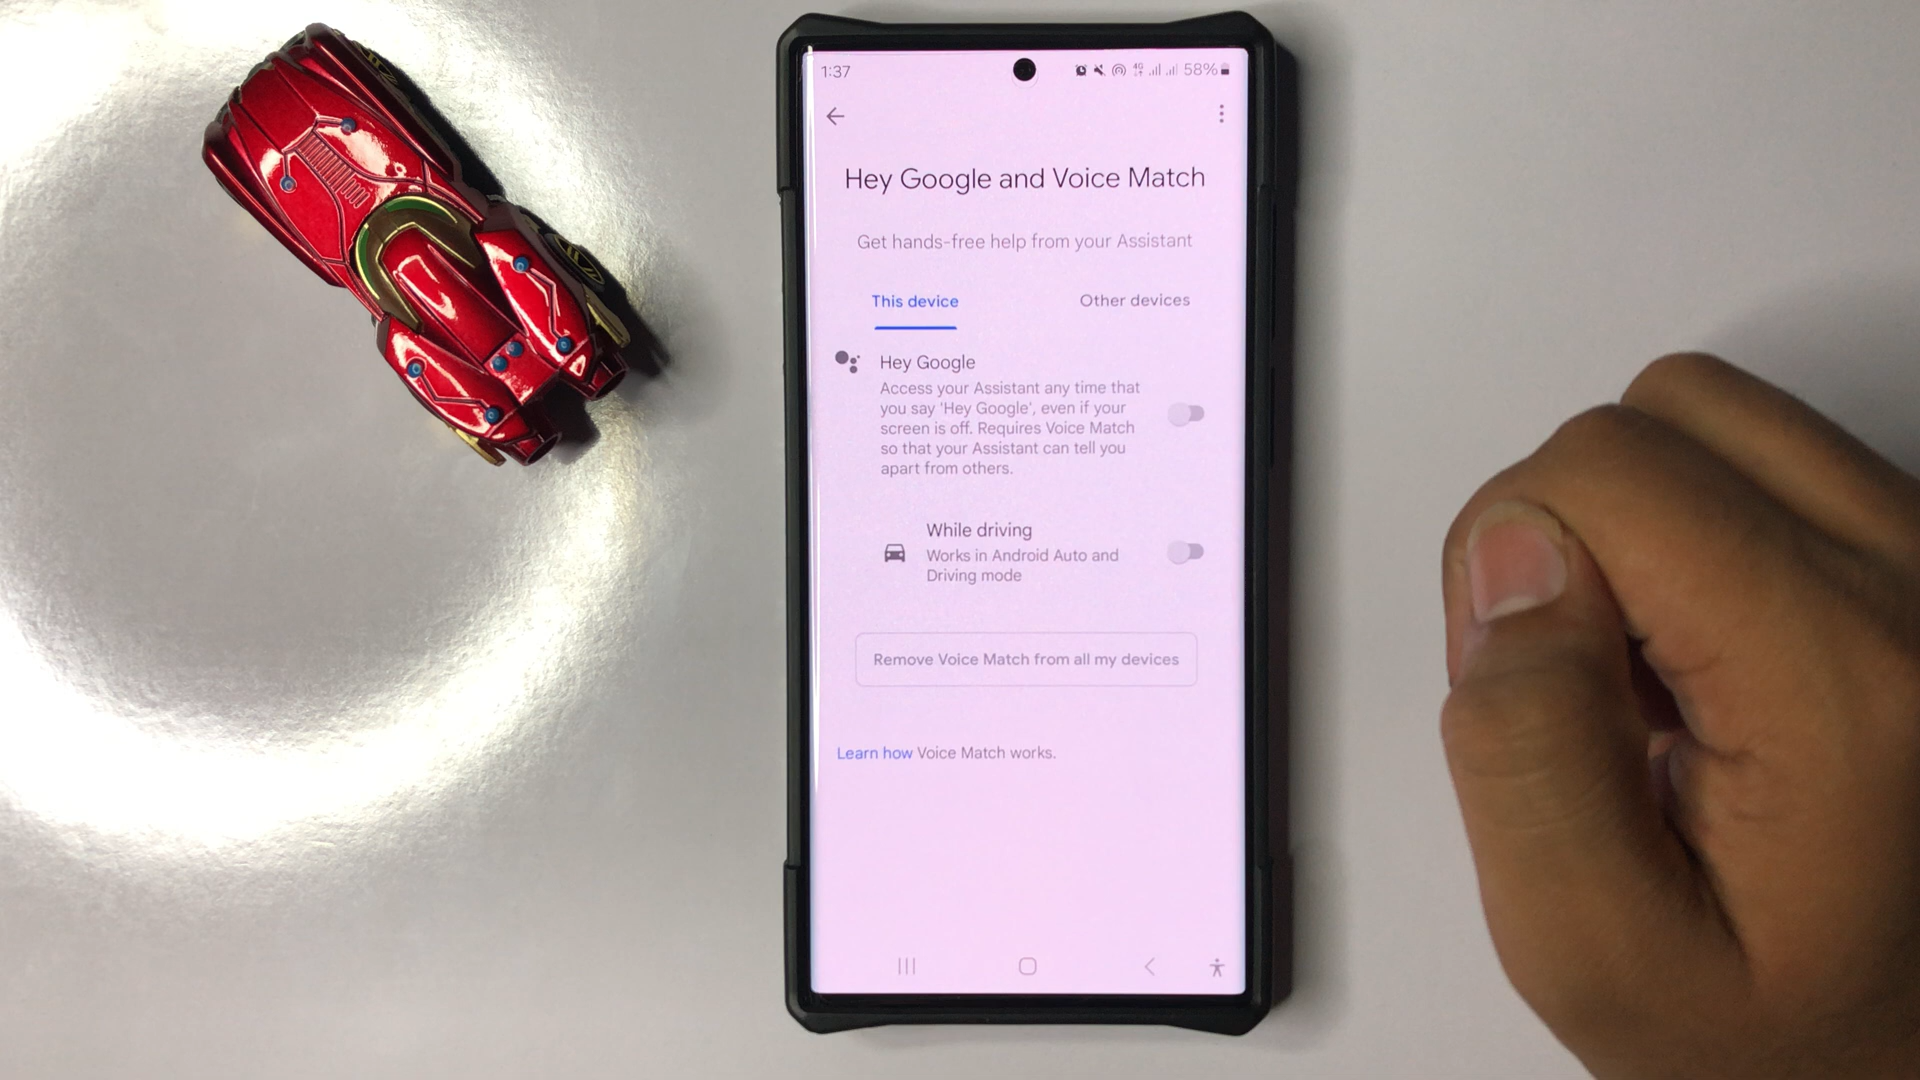 1:37
4G
58%
Hey Google and Voice Match
Get hands-free help from your Assistant
This device
Other devices
Hey Google
Access your Assistant any time that
you say 'Hey Google', even if your
screen is off. Requires Voice Match
so that your Assistant can tell you
apart from others.
While driving
Works in Android Auto and
Driving mode
Remove Voice Match from all my devices
Learn how Voice Match works.